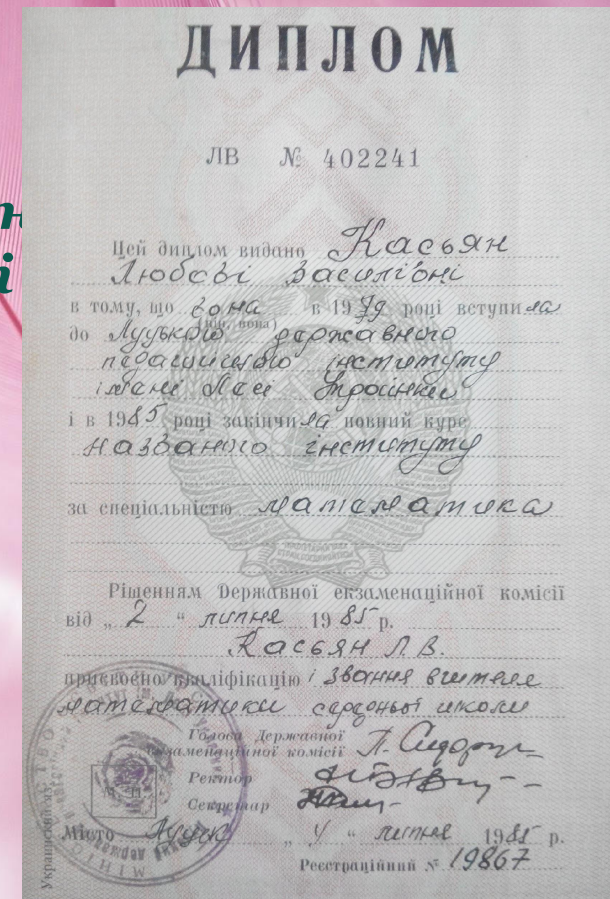 ДИПЛОМ
ЛВ № 402241
Цей диплом видано Касьян
Любові Василівні
в тому, що вона в 1979 році вступила
(він, вона)
до Луцького державного
педагогічного інституту
імені Лесі Українки
і в 1985 році закінчила повний курс
названого інституту
за спеціальністю математика
Рішенням Державної екзаменаційної комісії
від „ 2 “ липня 1985 р.
Касьян Л. В.
присвоєно кваліфікацію і звання вчителя
математики середньої школи
Голова Державної
екзаменаційної комісії
Ректор
Секретар
М. П.
Місто Луцьк „ 4 “ липня 1985 р.
Реєстраційний № 19867